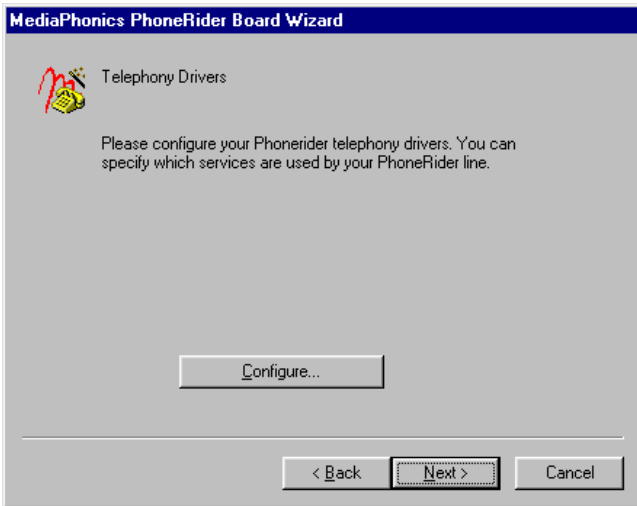 MediaPhonics PhoneRider Board Wizard
Telephony Drivers
Please configure your Phonerider telephony drivers. You can
specify which services are used by your PhoneRider line.
Configure...
< Back
Next >
Cancel